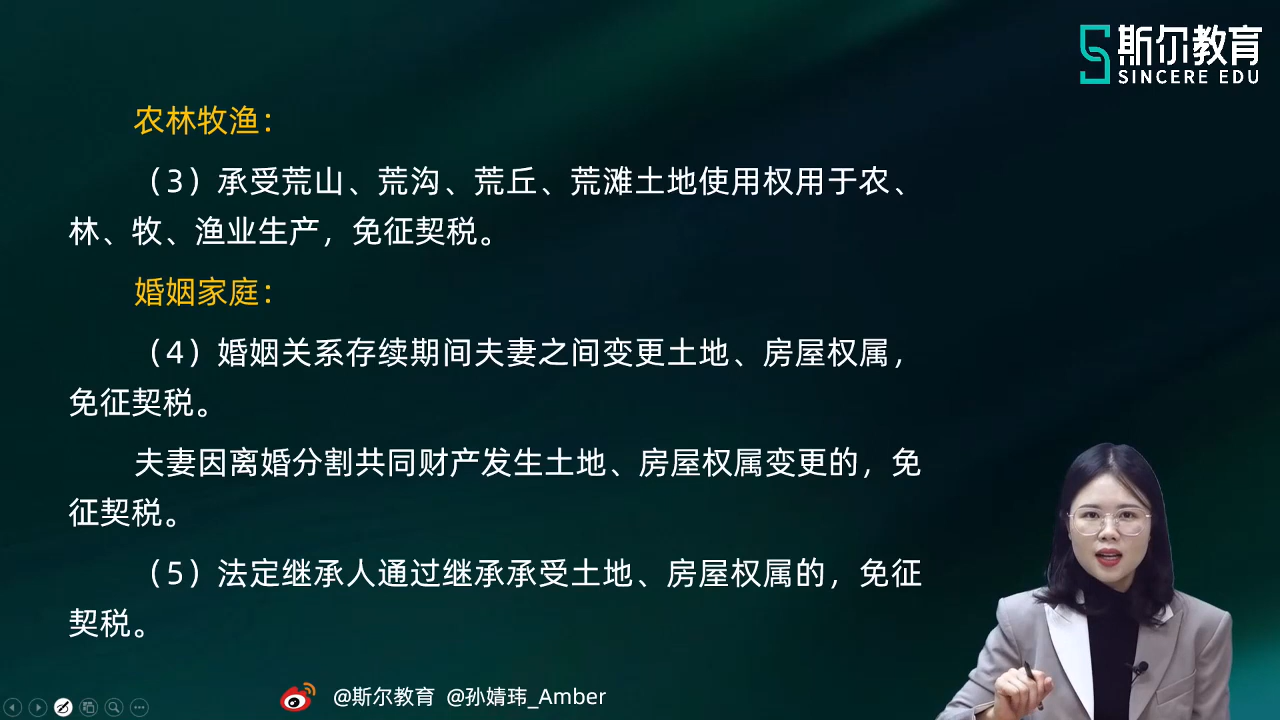 斯尔教育
SINCERE EDU
农林牧渔：
（3）承受荒山、荒沟、荒丘、荒滩土地使用权用于农、
林、牧、渔业生产，免征契税。
婚姻家庭：
（4）婚姻关系存续期间夫妻之间变更土地、房屋权属，
免征契税。
夫妻因离婚分割共同财产发生土地、房屋权属变更的，免
征契税。
（5）法定继承人通过继承承受土地、房屋权属的，免征
契税。
@斯尔教育 @孙婧玮_Amber